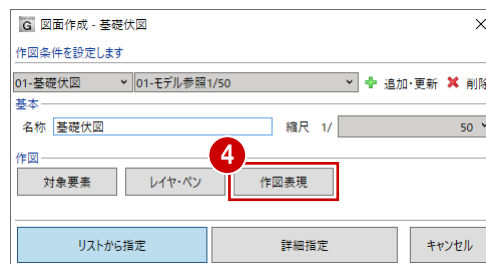 G 図面作成 - 基礎伏図
作図条件を設定します
01-基礎伏図 01-モデル参照1/50 追加・更新 削除
基本
名称 基礎伏図 縮尺 1/ 50
作図
4
対象要素 レイヤ・ペン 作図表現
リストから指定 詳細指定 キャンセル